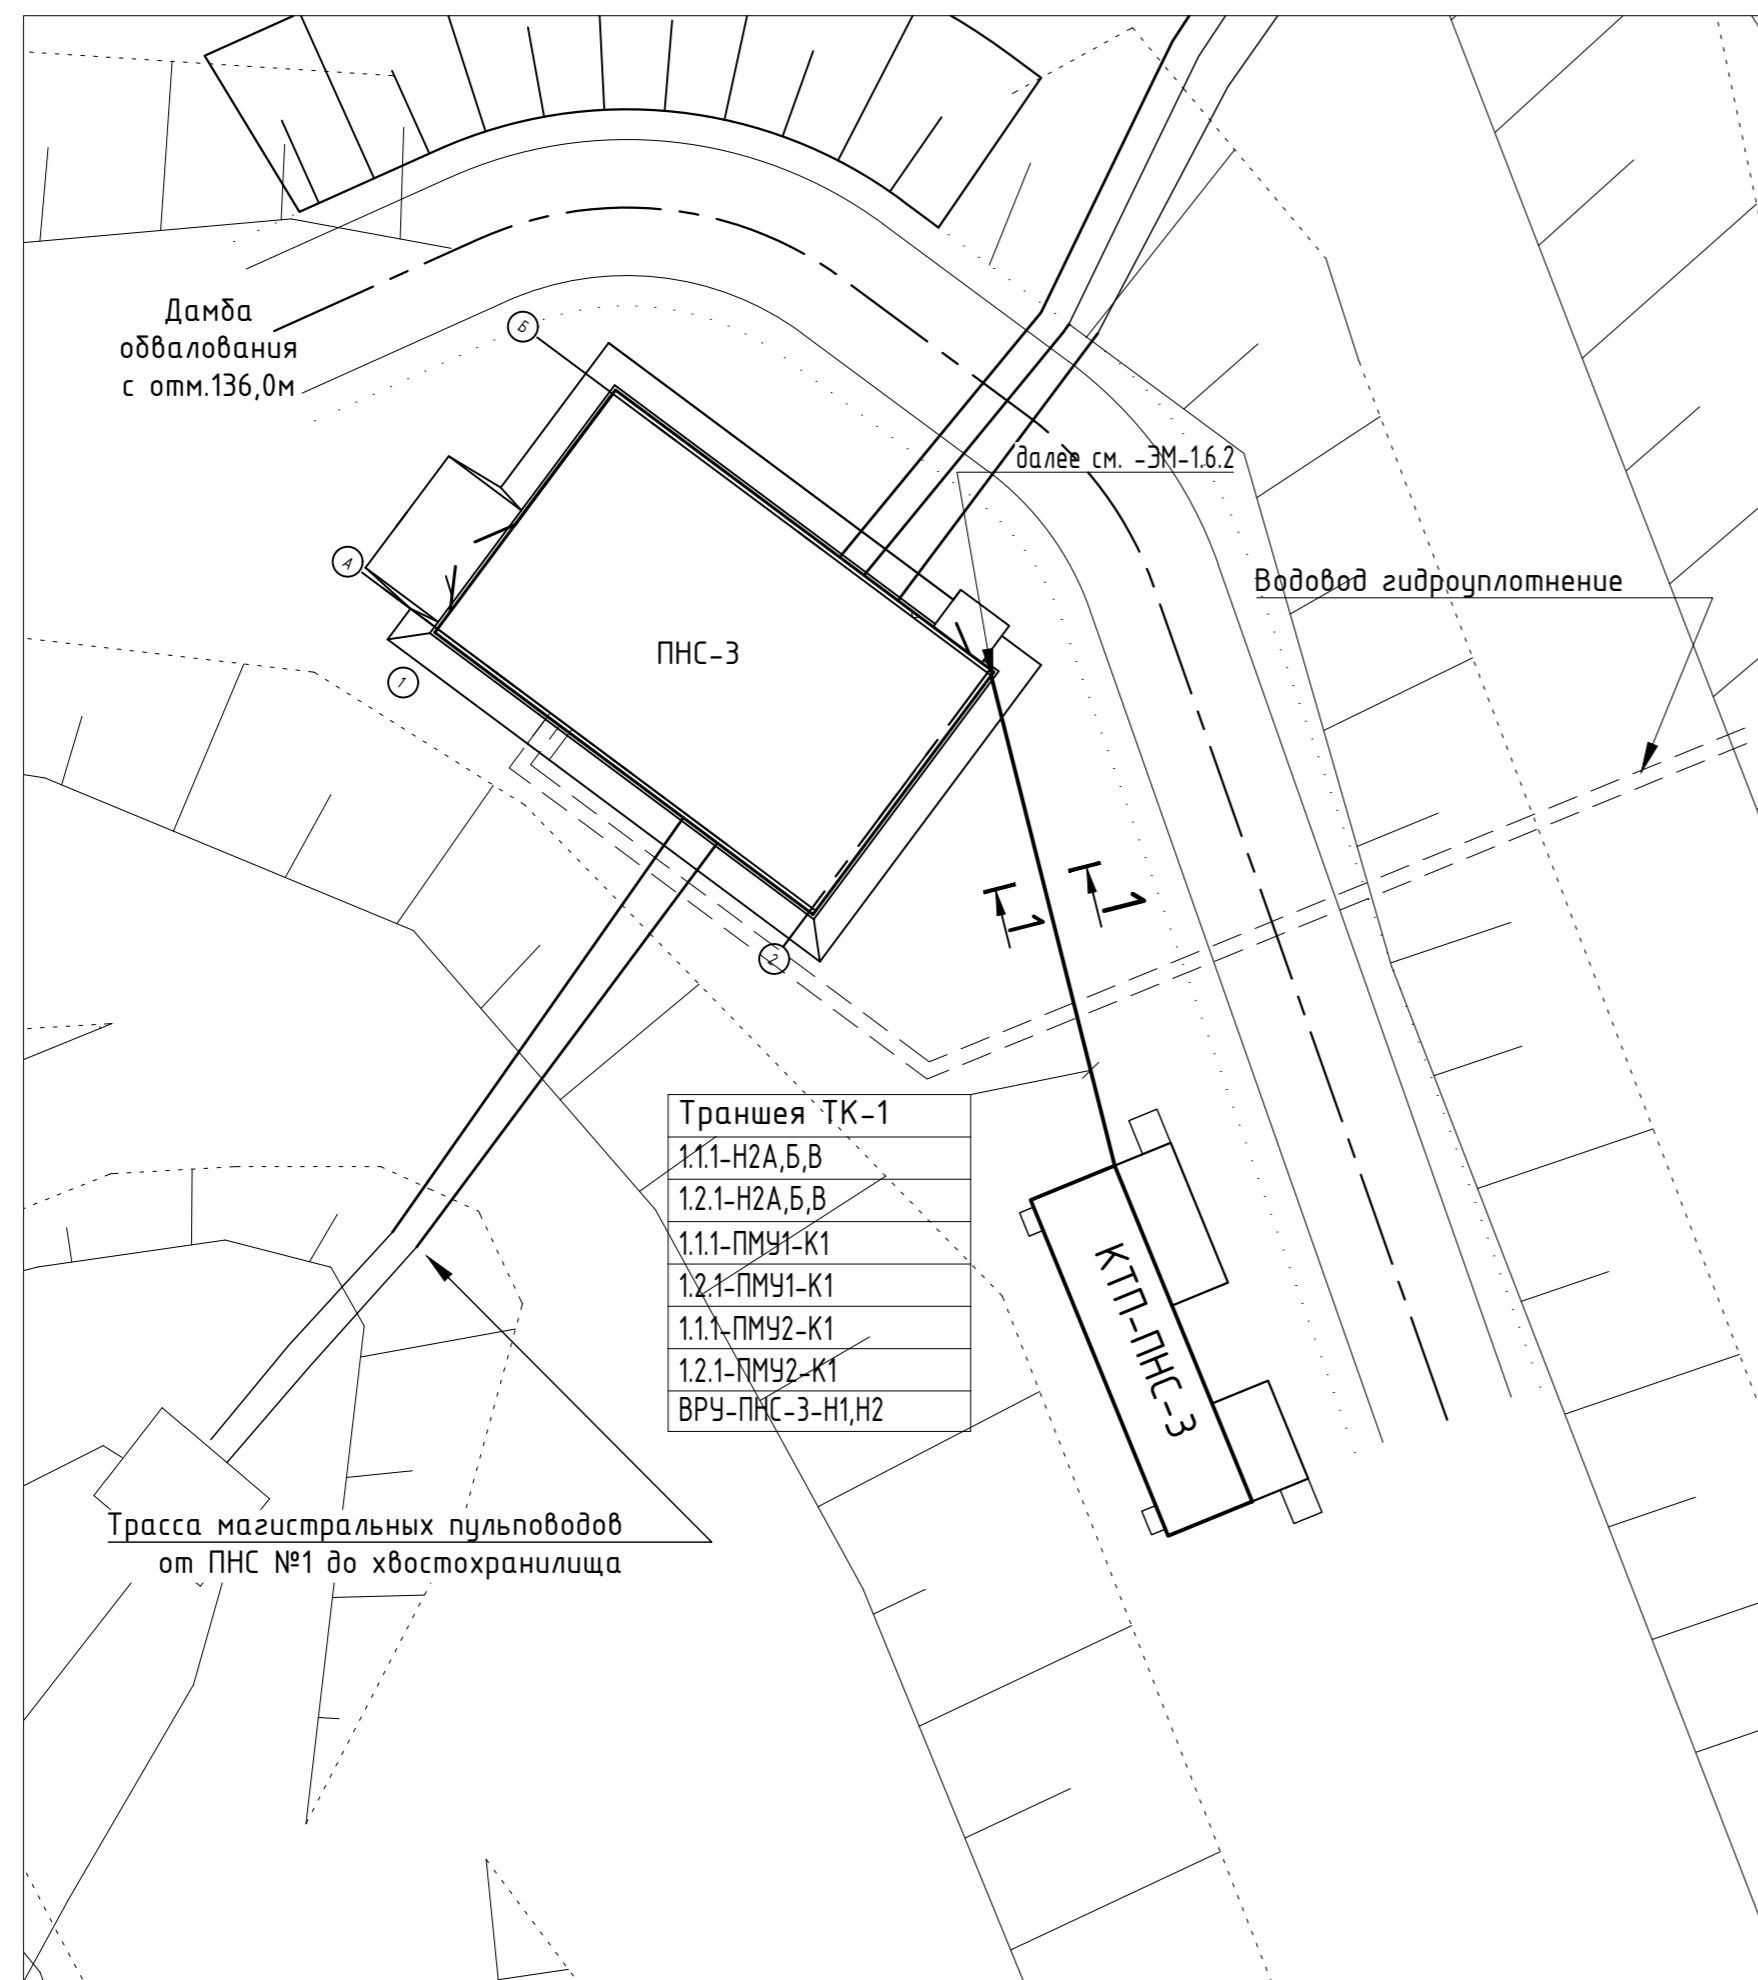 Дамба
обвалования
с отм.136,0м
Б
А
1
2
ПНС-3
далее см. -ЭМ-1.6.2
Водовод гидроуплотнение
1
1
Траншея ТК-1
1.1.1-Н2А,Б,В
1.2.1-Н2А,Б,В
1.1.1-ПМУ1-К1
1.2.1-ПМУ1-К1
1.1.1-ПМУ2-К1
1.2.1-ПМУ2-К1
ВРУ-ПНС-3-Н1,Н2
КТП-ПНС-3
Трасса магистральных пульповодов
от ПНС №1 до хвостохранилища